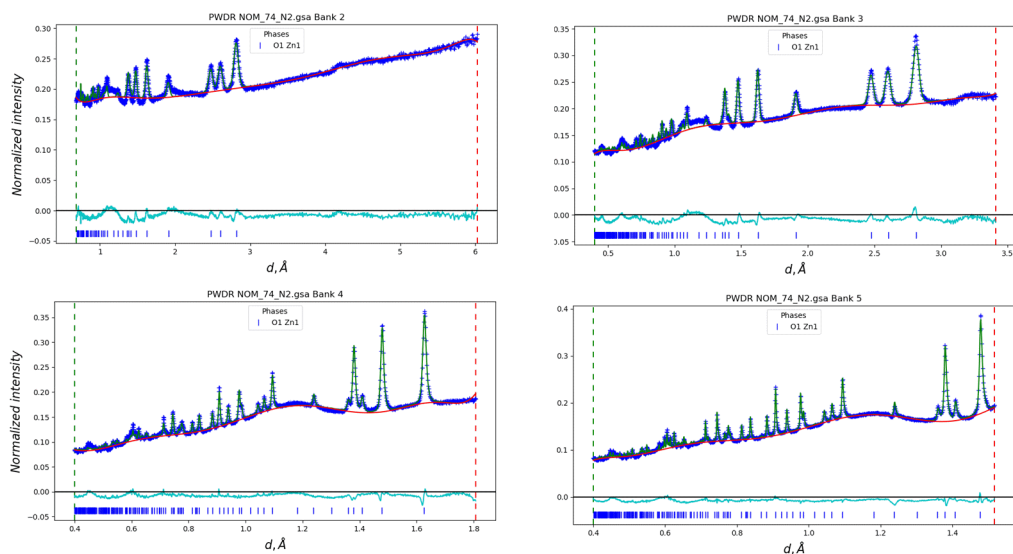 PWDR NOM_74_N2.gsa Bank 2
Phases
O1 Zn1
Normalized intensity
0.30
0.25
0.20
0.15
0.10
0.05
0.00
−0.05
1 2 3 4 5 6
d, Å
PWDR NOM_74_N2.gsa Bank 3
Phases
O1 Zn1
0.35
0.30
0.25
0.20
0.15
0.10
0.05
0.00
0.05
0.5 1.0 1.5 2.0 2.5 3.0 3.5
d, Å
PWDR NOM_74_N2.gsa Bank 4
Phases
O1 Zn1
Normalized intensity
0.35
0.30
0.25
0.20
0.15
0.10
0.05
0.00
−0.05
0.4 0.6 0.8 1.0 1.2 1.4 1.6 1.8
d, Å
PWDR NOM_74_N2.gsa Bank 5
Phases
O1 Zn1
0.4
0.3
0.2
0.1
0.0
0.4 0.6 0.8 1.0 1.2 1.4
d, Å